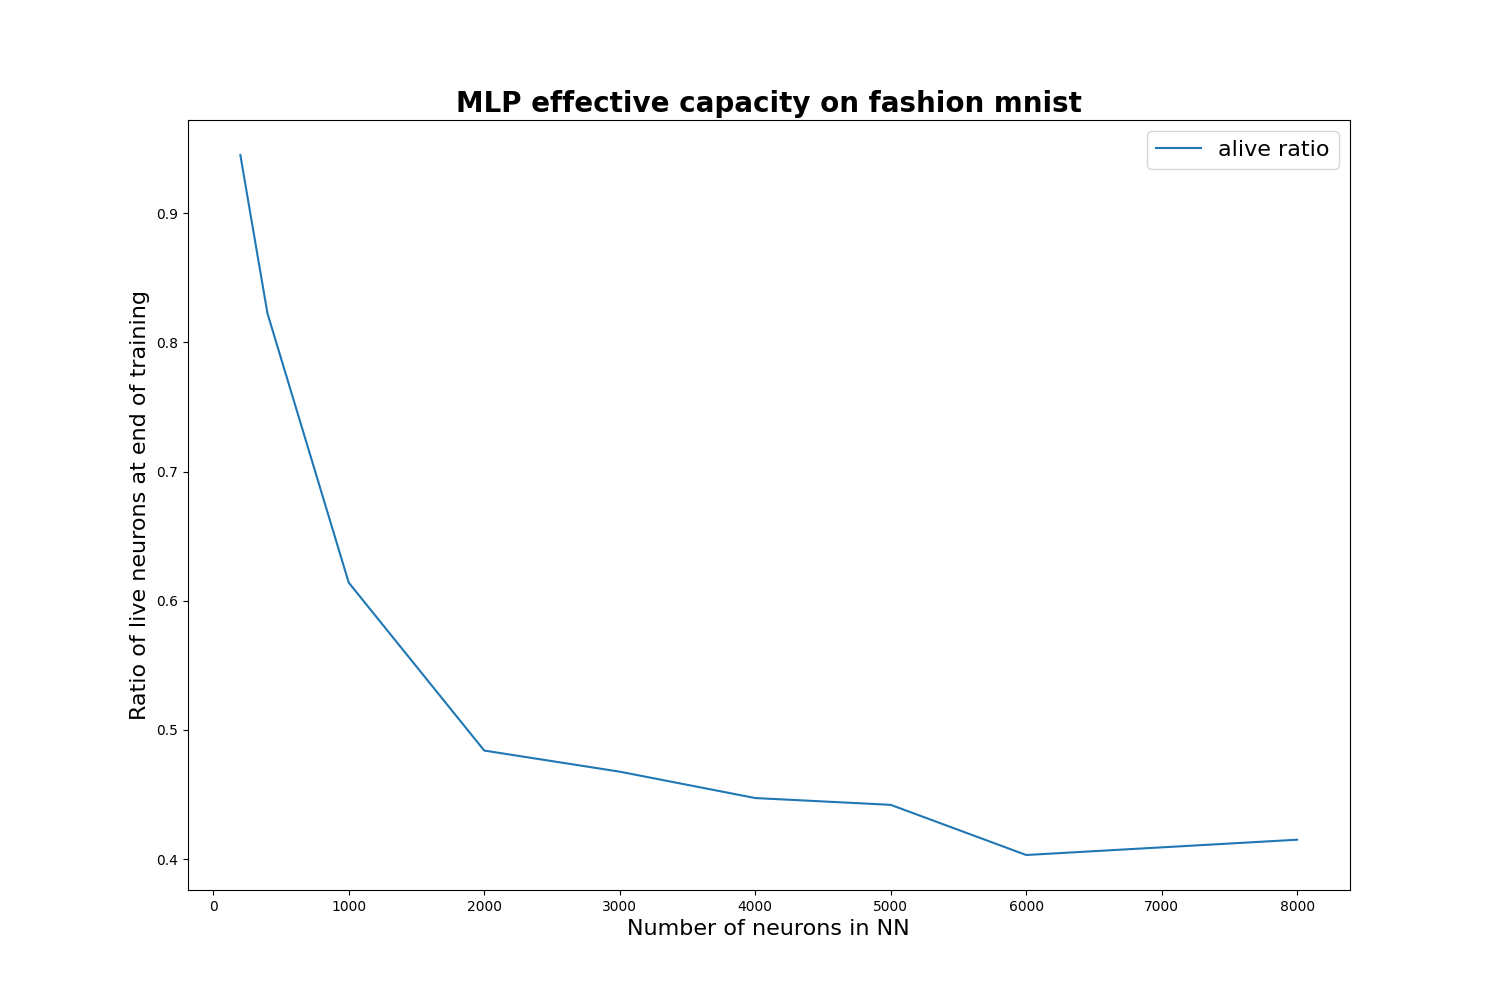 MLP effective capacity on fashion mnist
alive ratio
Ratio of live neurons at end of training
0.9
0.8
0.7
0.6
0.5
0.4
0 1000 2000 3000 4000 5000 6000 7000 8000
Number of neurons in NN